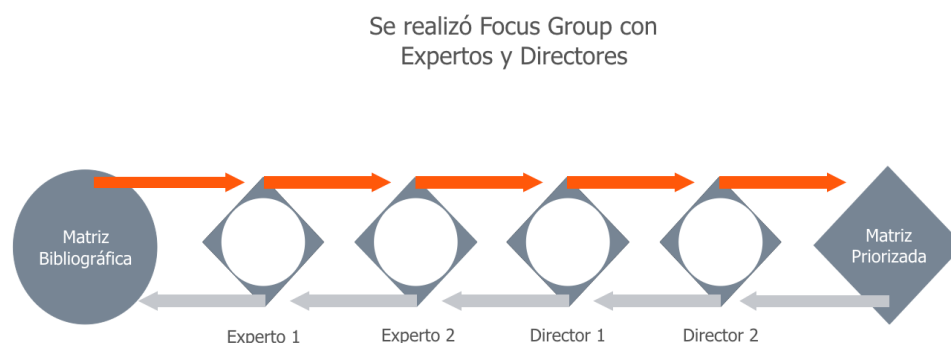 Se realizó Focus Group con
Expertos y Directores
Matriz
Bibliográfica
Matriz
Priorizada
Experto 1
Experto 2
Director 1
Director 2